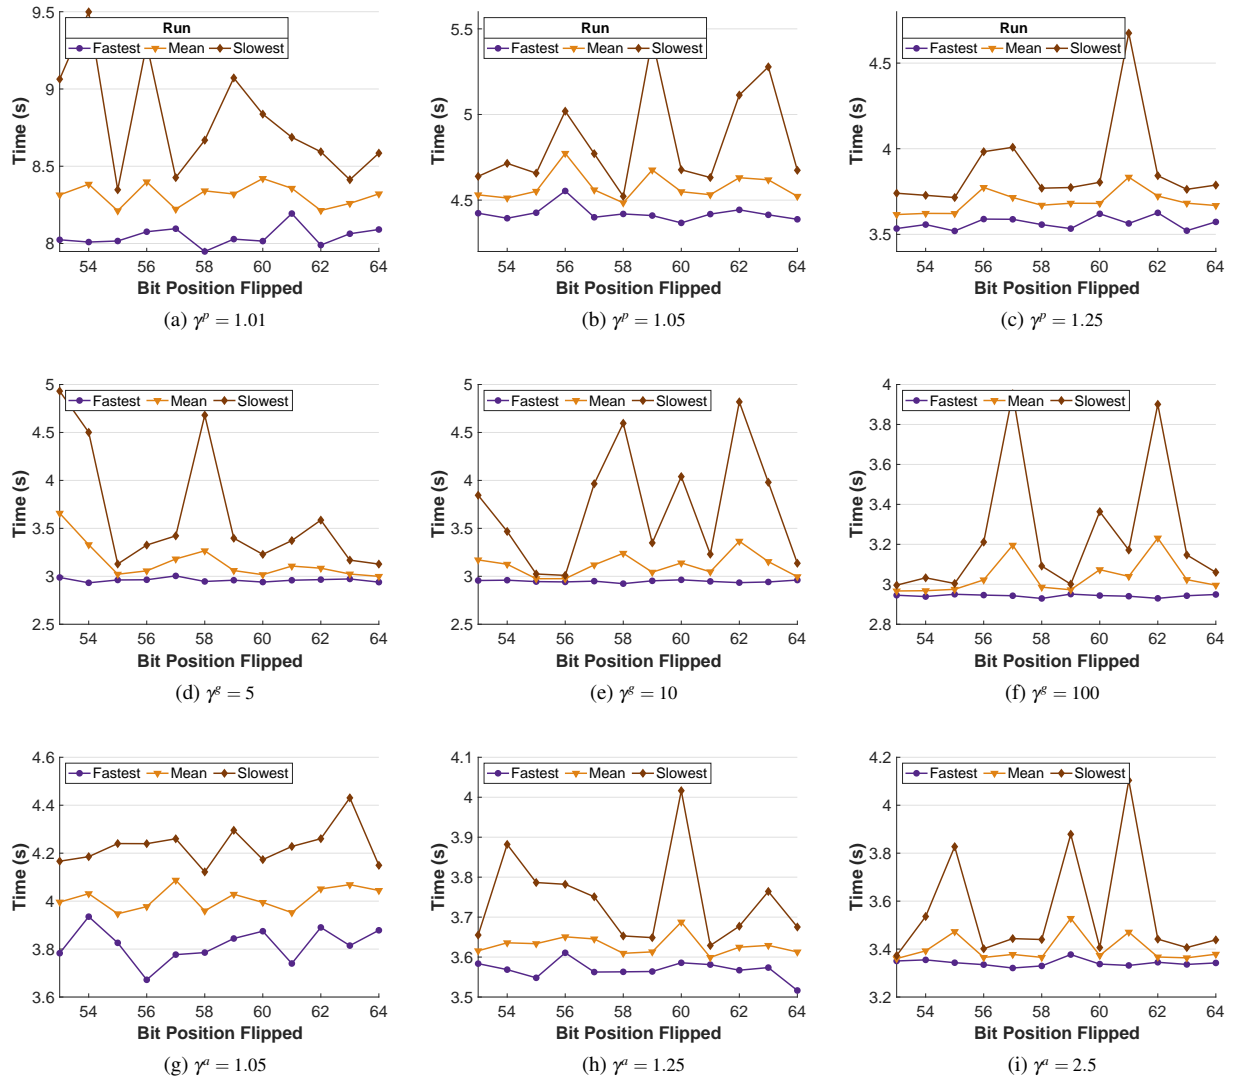 Run
Fastest Mean Slowest
9.5
9
8.5
8
Time (s)
54 56 58 60 62 64
Bit Position Flipped
(a) γᵖ = 1.01
Run
Fastest Mean Slowest
5.5
5
4.5
Time (s)
54 56 58 60 62 64
Bit Position Flipped
(b) γᵖ = 1.05
Run
Fastest Mean Slowest
4.5
4
3.5
Time (s)
54 56 58 60 62 64
Bit Position Flipped
(c) γᵖ = 1.25
Fastest Mean Slowest
5
4.5
4
3.5
3
2.5
Time (s)
54 56 58 60 62 64
Bit Position Flipped
(d) γᵍ = 5
Fastest Mean Slowest
5
4.5
4
3.5
3
2.5
Time (s)
54 56 58 60 62 64
Bit Position Flipped
(e) γᵍ = 10
Fastest Mean Slowest
4
3.8
3.6
3.4
3.2
3
2.8
Time (s)
54 56 58 60 62 64
Bit Position Flipped
(f) γᵍ = 100
Fastest Mean Slowest
4.6
4.4
4.2
4
3.8
3.6
Time (s)
54 56 58 60 62 64
Bit Position Flipped
(g) γᵃ = 1.05
Fastest Mean Slowest
4.1
4
3.9
3.8
3.7
3.6
3.5
Time (s)
54 56 58 60 62 64
Bit Position Flipped
(h) γᵃ = 1.25
Fastest Mean Slowest
4.2
4
3.8
3.6
3.4
3.2
Time (s)
54 56 58 60 62 64
Bit Position Flipped
(i) γᵃ = 2.5